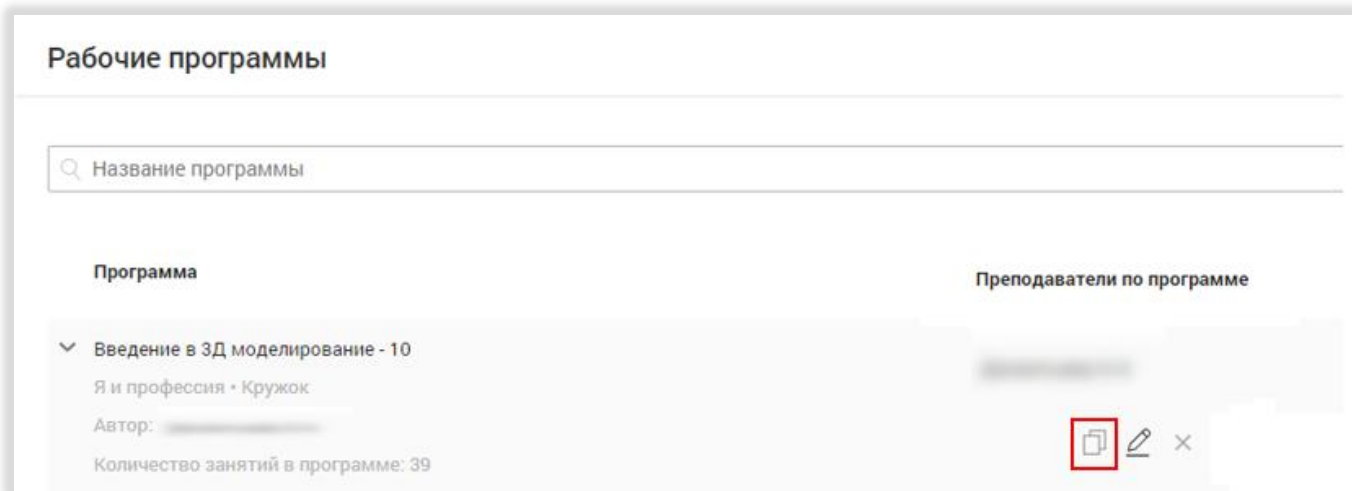 Рабочие программы
Название программы
Программа
Преподаватели по программе
Введение в 3Д моделирование - 10
Я и профессия • Кружок
Автор:
Количество занятий в программе: 39